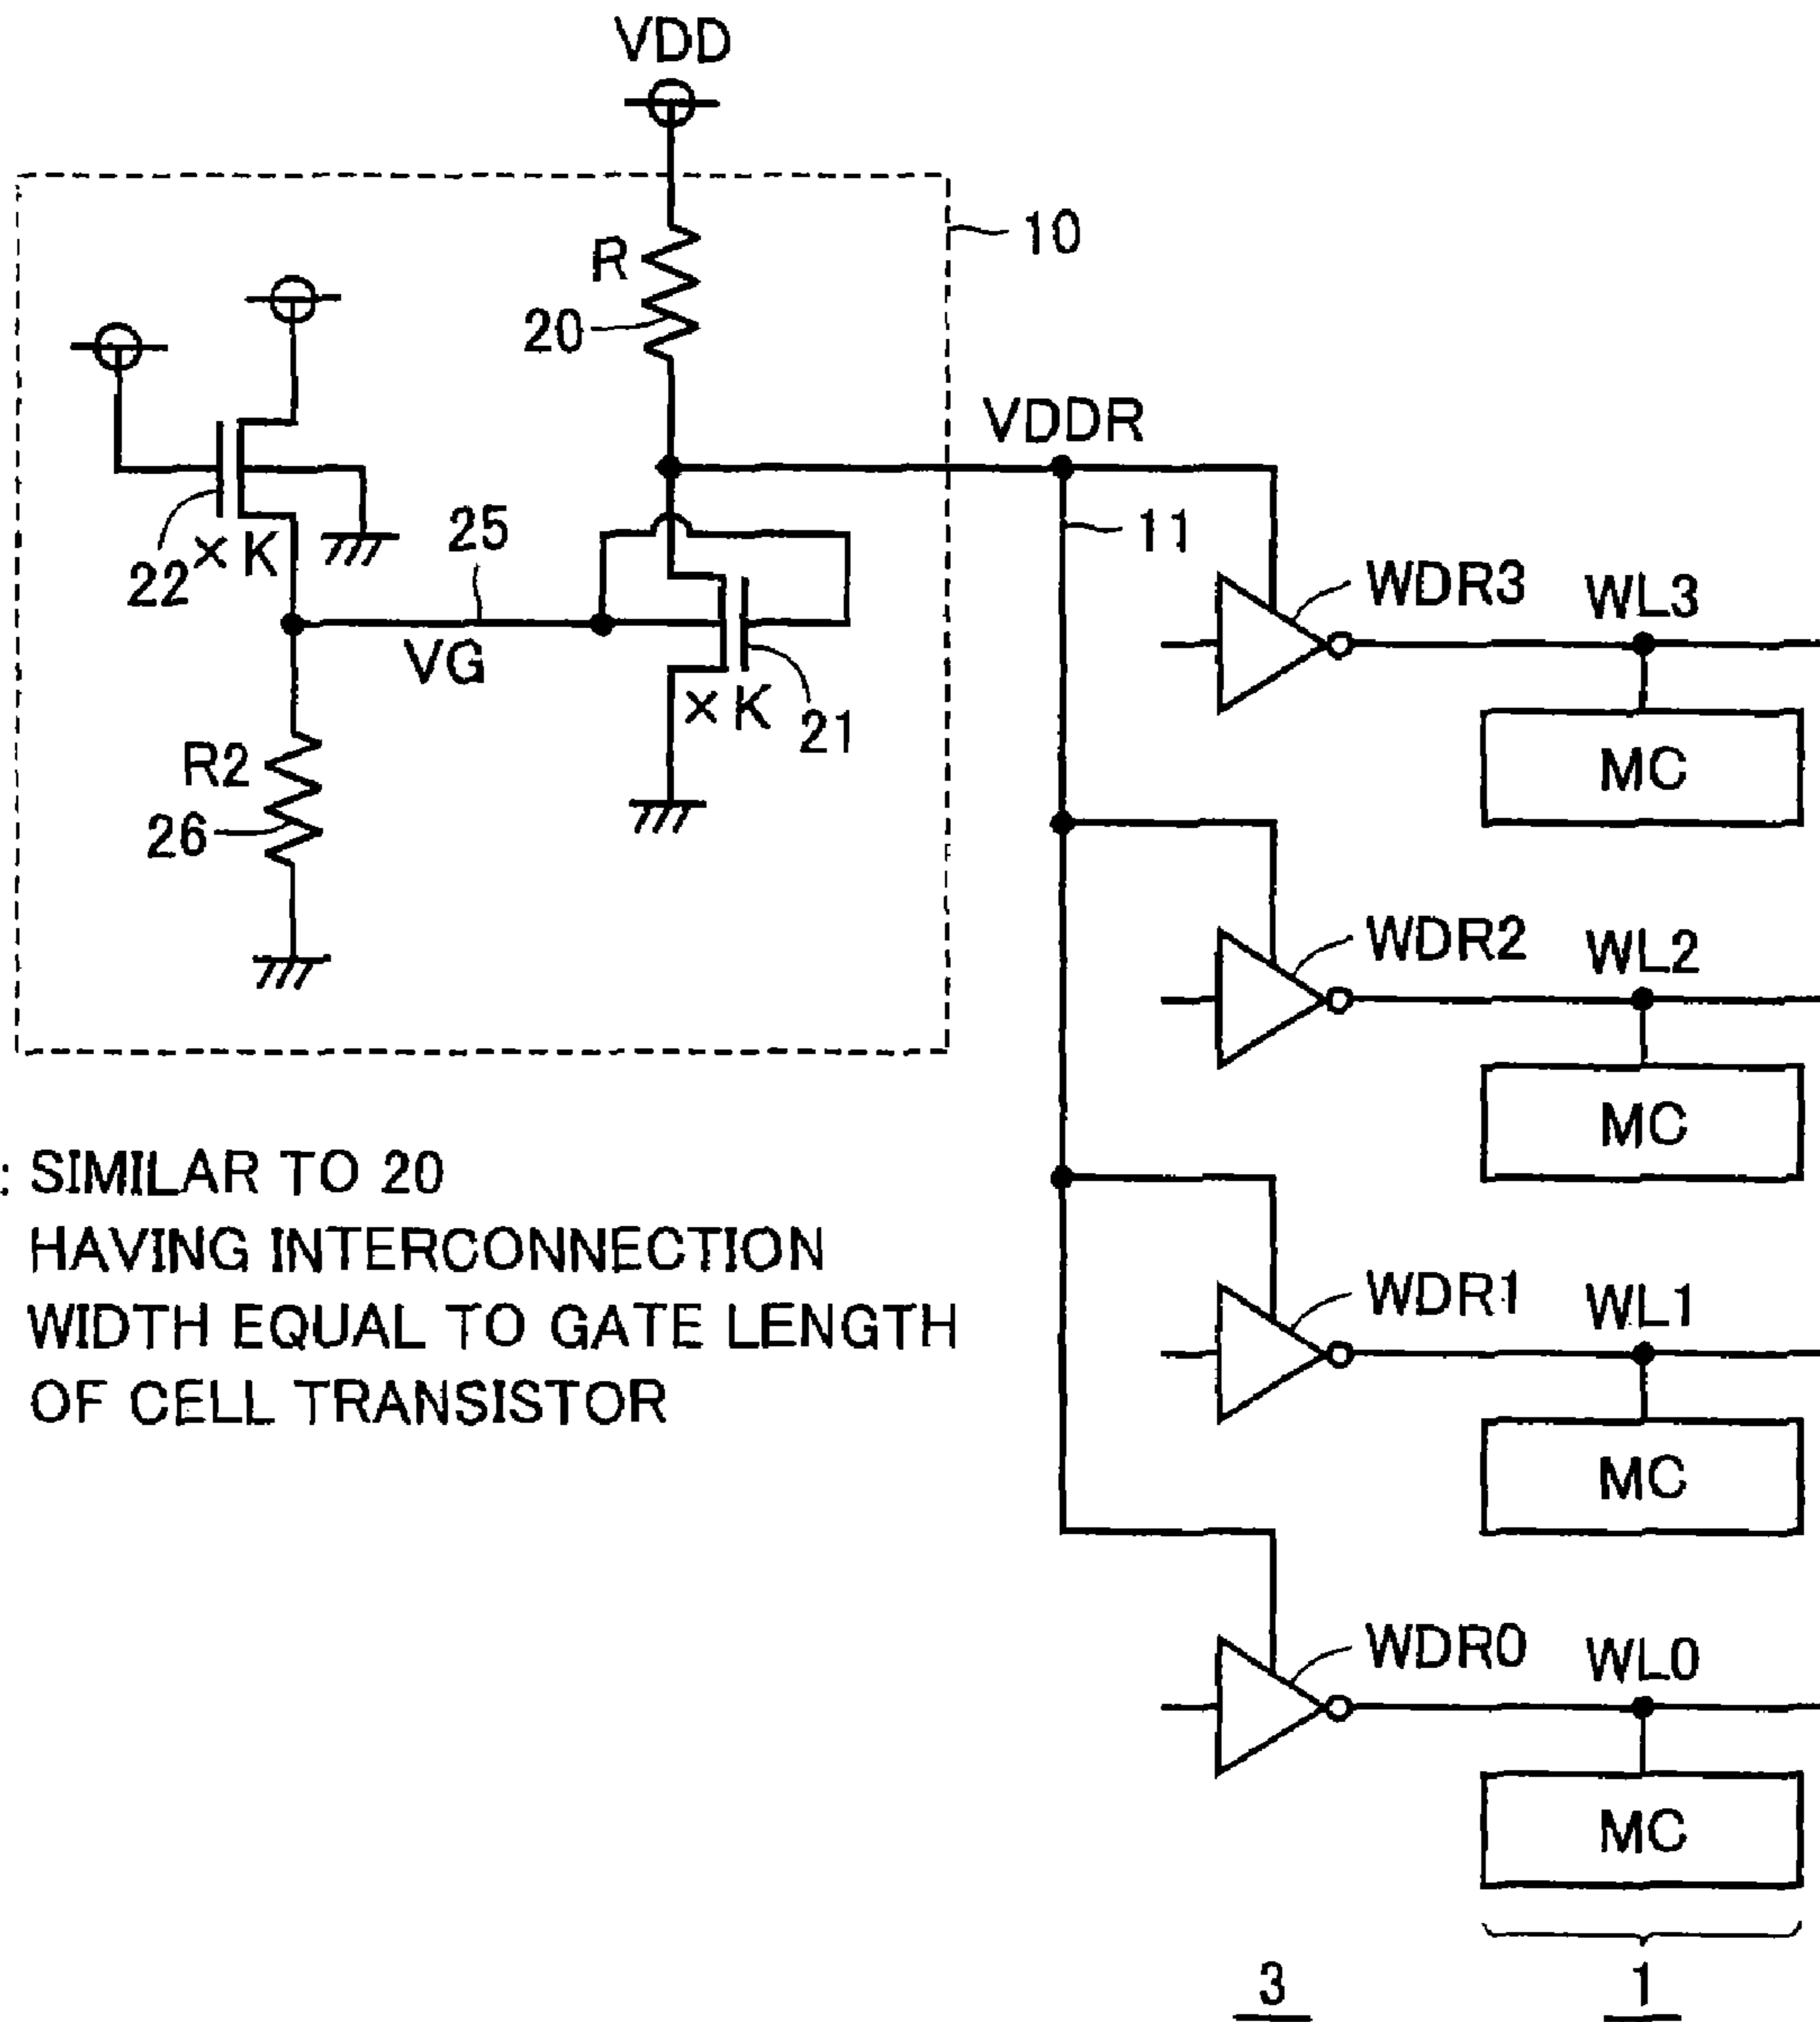 VDD
10
R
20
VDDR
22
× K
25
VG
11
× K
21
R2
26
WDR3
WL3
MC
WDR2
WL2
MC
: SIMILAR TO 20
HAVING INTERCONNECTION
WIDTH EQUAL TO GATE LENGTH
OF CELL TRANSISTOR
WDR1
WL1
MC
WDR0
WL0
MC
3
1